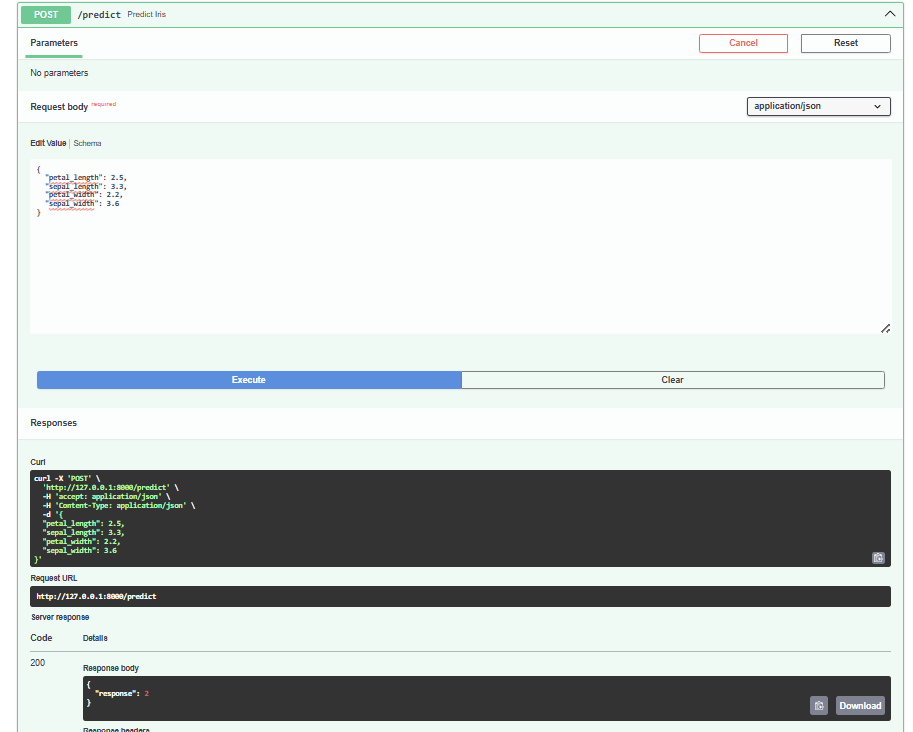 POST /predict Predict Iris
Parameters
Cancel
Reset
No parameters
Request body required
application/json
Edit Value | Schema
{
  "petal_length": 2.5,
  "sepal_length": 3.3,
  "petal_width": 2.2,
  "sepal_width": 3.6
}
Execute
Clear
Responses
Curl
curl -X 'POST' \
  'http://127.0.0.1:8000/predict' \
  -H 'accept: application/json' \
  -H 'Content-Type: application/json' \
  -d '{
  "petal_length": 2.5,
  "sepal_length": 3.3,
  "petal_width": 2.2,
  "sepal_width": 3.6
}'
Request URL
http://127.0.0.1:8000/predict
Server response
Code Details
200
Response body
{
  "response": 2
}
Download
Response headers